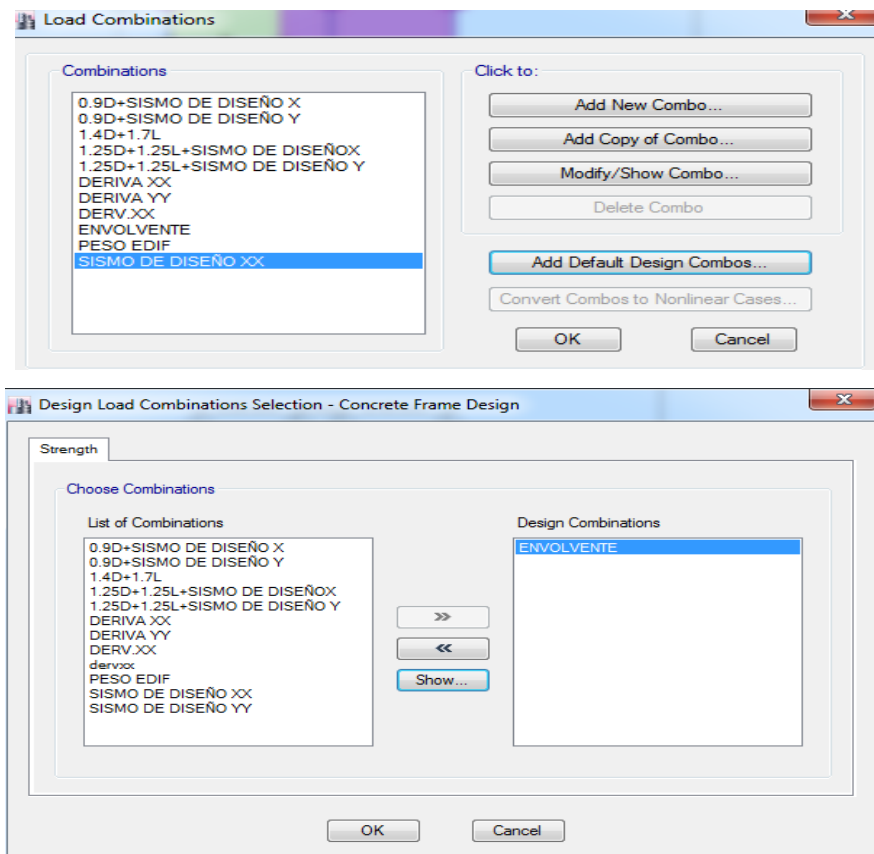 Load Combinations
Combinations
0.9D+SISMO DE DISEÑO X
0.9D+SISMO DE DISEÑO Y
1.4D+1.7L
1.25D+1.25L+SISMO DE DISEÑOX
1.25D+1.25L+SISMO DE DISEÑO Y
DERIVA XX
DERIVA YY
DERV.XX
ENVOLVENTE
PESO EDIF
SISMO DE DISEÑO XX
Click to:
Add New Combo...
Add Copy of Combo...
Modify/Show Combo...
Delete Combo
Add Default Design Combos...
Convert Combos to Nonlinear Cases...
OK
Cancel
Design Load Combinations Selection - Concrete Frame Design
Strength
Choose Combinations
List of Combinations
0.9D+SISMO DE DISEÑO X
0.9D+SISMO DE DISEÑO Y
1.4D+1.7L
1.25D+1.25L+SISMO DE DISEÑOX
1.25D+1.25L+SISMO DE DISEÑO Y
DERIVA XX
DERIVA YY
DERV.XX
dervxx
PESO EDIF
SISMO DE DISEÑO XX
SISMO DE DISEÑO YY
>>
<<
Show...
Design Combinations
ENVOLVENTE
OK
Cancel